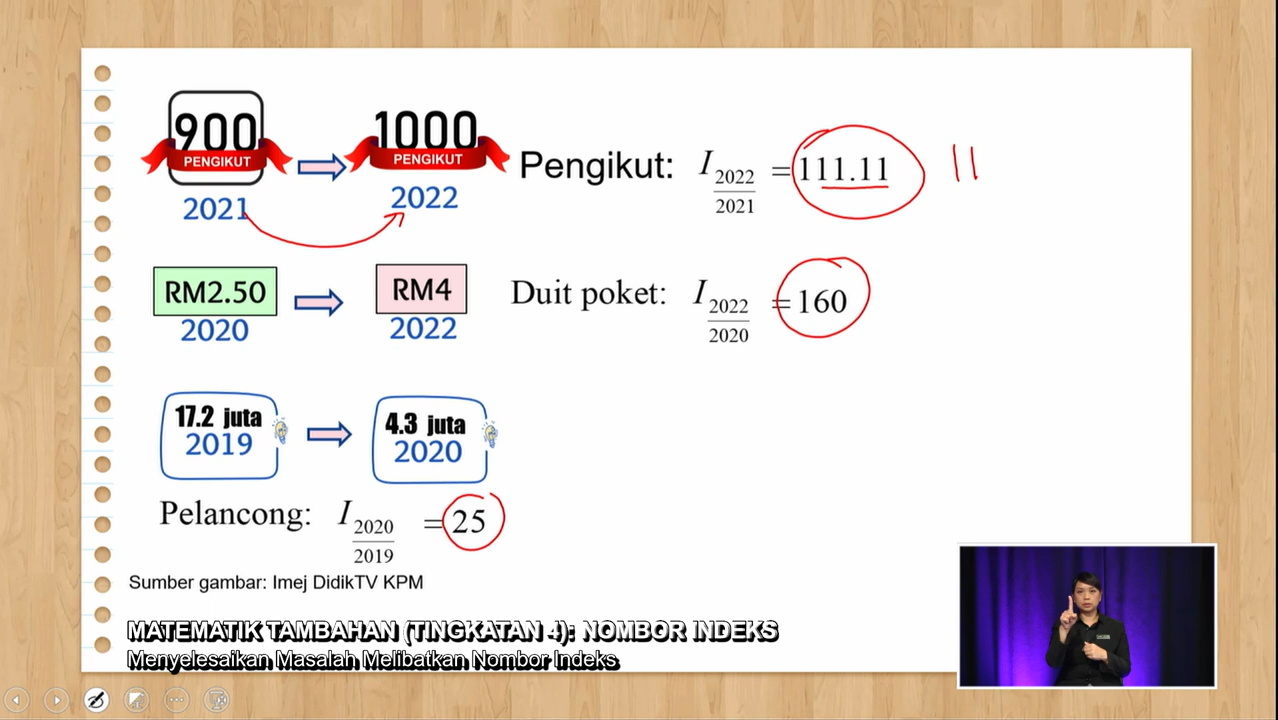 900
PENGIKUT
2021
1000
PENGIKUT
2022
Pengikut: I 2022/2021 = 111.11
11
RM2.50
2020
RM4
2022
Duit poket: I 2022/2020 = 160
17.2 juta
2019
4.3 juta
2020
Pelancong: I 2020/2019 = 25
Sumber gambar: Imej DidikTV KPM
MATEMATIK TAMBAHAN (TINGKATAN 4): NOMBOR INDEKS
Menyelesaikan Masalah Melibatkan Nombor Indeks